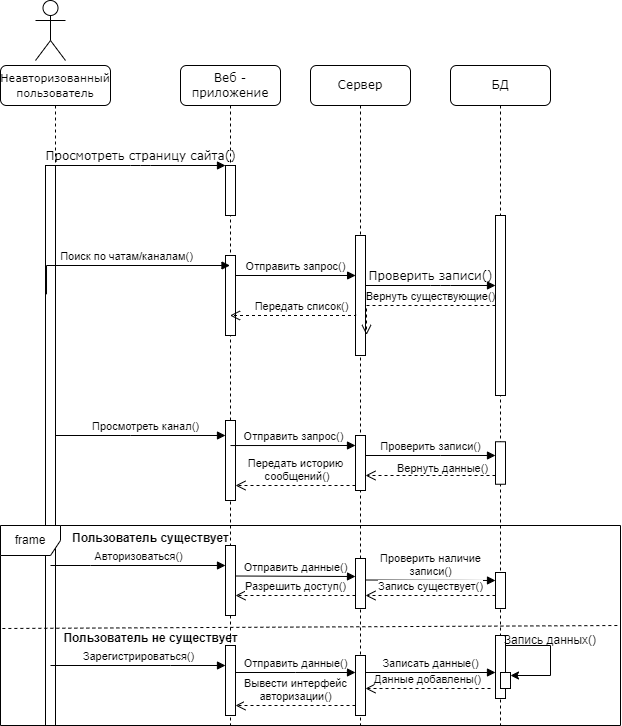 Неавторизованный
пользователь
Веб -
приложение
Сервер
БД
Просмотреть страницу сайта()
Поиск по чатам/каналам()
Отправить запрос()
Проверить записи()
Вернуть существующие()
Передать список()
Просмотреть канал()
Отправить запрос()
Проверить записи()
Передать историю
сообщений()
Вернуть данные()
frame
Пользователь существует
Авторизоваться()
Отправить данные()
Проверить наличие
записи()
Разрешить доступ()
Запись существует()
Пользователь не существует
Запись данных()
Зарегистрироваться()
Отправить данные()
Записать данные()
Вывести интерфейс
авторизации()
Данные добавлены()